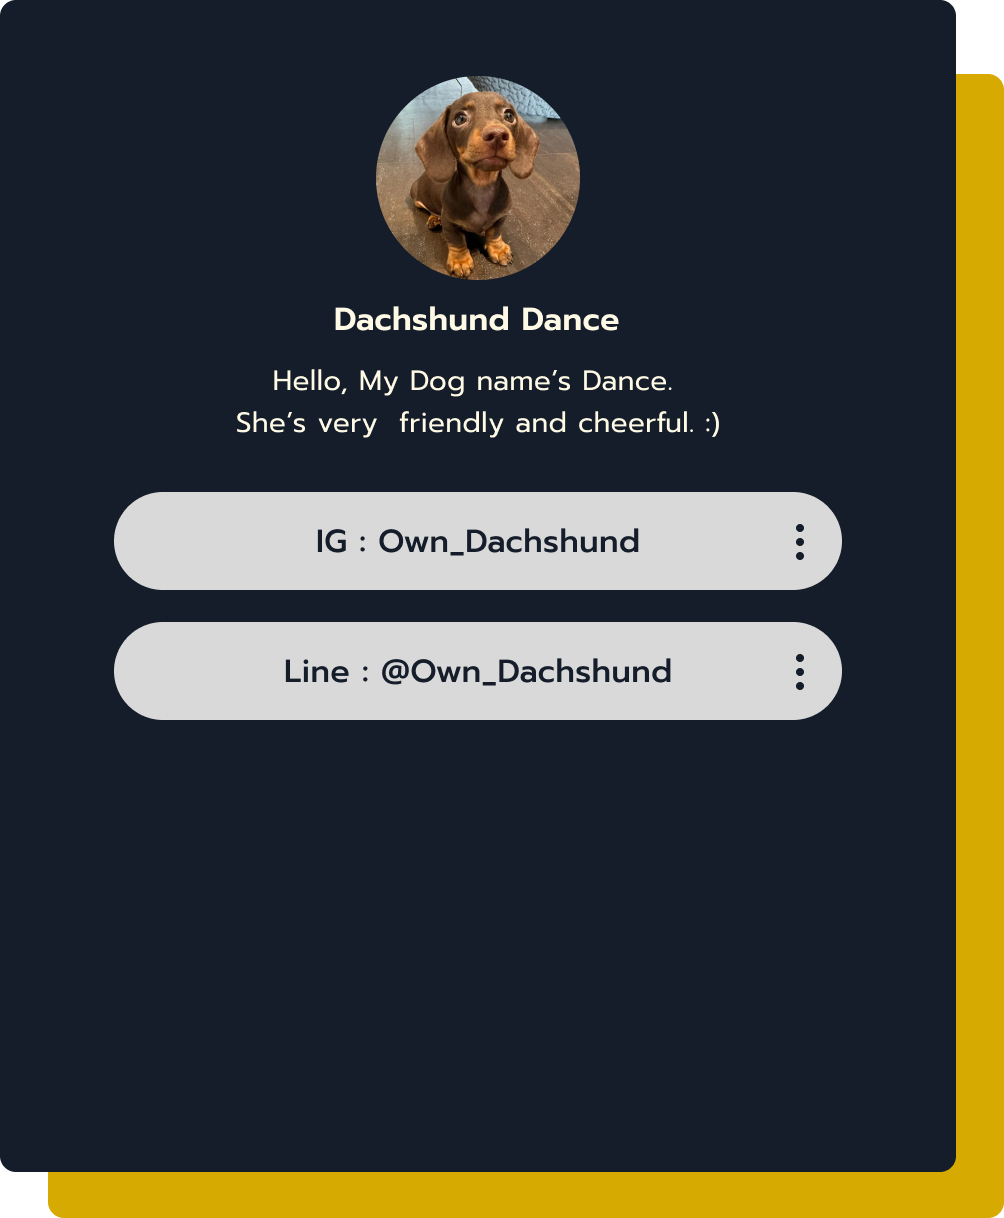 Dachshund Dance
Hello, My Dog name’s Dance.
She’s very  friendly and cheerful. :)
IG : Own_Dachshund
Line : @Own_Dachshund